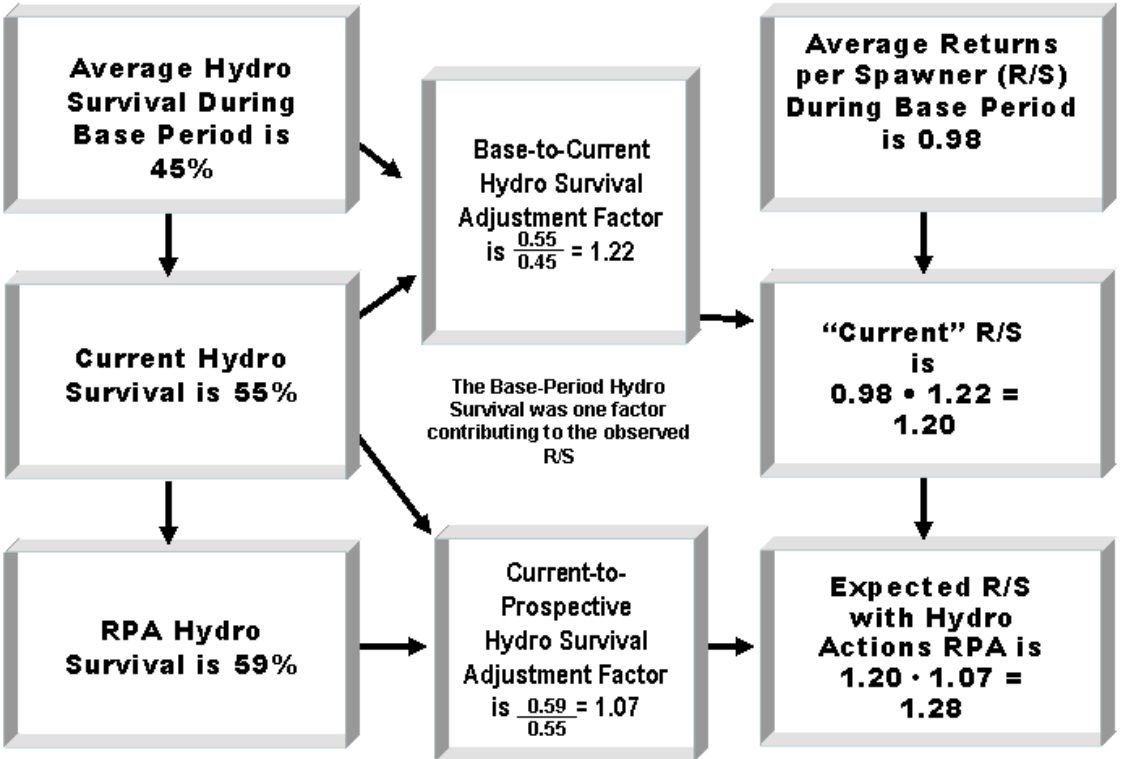 Average Hydro
Survival During
Base Period is
45%
Current Hydro
Survival is 55%
RPA Hydro
Survival is 59%
Base-to-Current
Hydro Survival
Adjustment Factor
is 0.55/0.45 = 1.22
The Base-Period Hydro
Survival was one factor
contributing to the observed
R/S
Current-to-
Prospective
Hydro Survival
Adjustment Factor
is 0.59/0.55 = 1.07
Average Returns
per Spawner (R/S)
During Base Period
is 0.98
“Current” R/S
is
0.98 • 1.22 =
1.20
Expected R/S
with Hydro
Actions RPA is
1.20 · 1.07 =
1.28